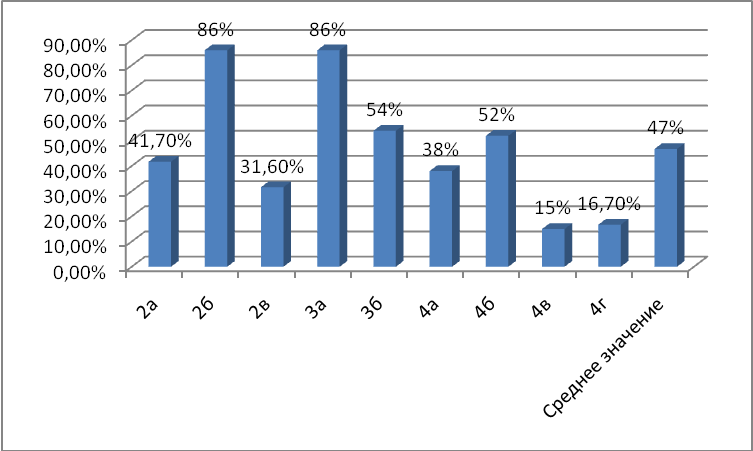 86%
86%
90,00%
80,00%
70,00%
60,00%
50,00%
40,00%
30,00%
20,00%
10,00%
0,00%
41,70%
31,60%
54%
38%
52%
15%
16,70%
47%
2а
2б
2в
3а
3б
4а
4б
4в
4г
Среднее значение